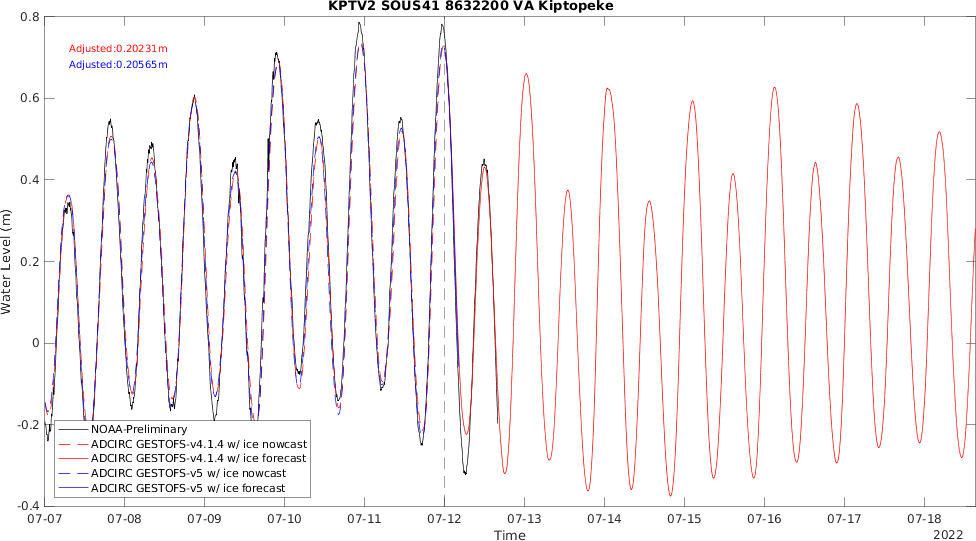 KPTV2 SOUS41 8632200 VA Kiptopeke
0.8
Adjusted:0.20231m
Adjusted:0.20565m
0.6
0.4
0.2
0
-0.2
-0.4
Water Level (m)
NOAA-Preliminary
ADCIRC GESTOFS-v4.1.4 w/ ice nowcast
ADCIRC GESTOFS-v4.1.4 w/ ice forecast
ADCIRC GESTOFS-v5 w/ ice nowcast
ADCIRC GESTOFS-v5 w/ ice forecast
07-07 07-08 07-09 07-10 07-11 07-12 07-13 07-14 07-15 07-16 07-17 07-18
Time
2022